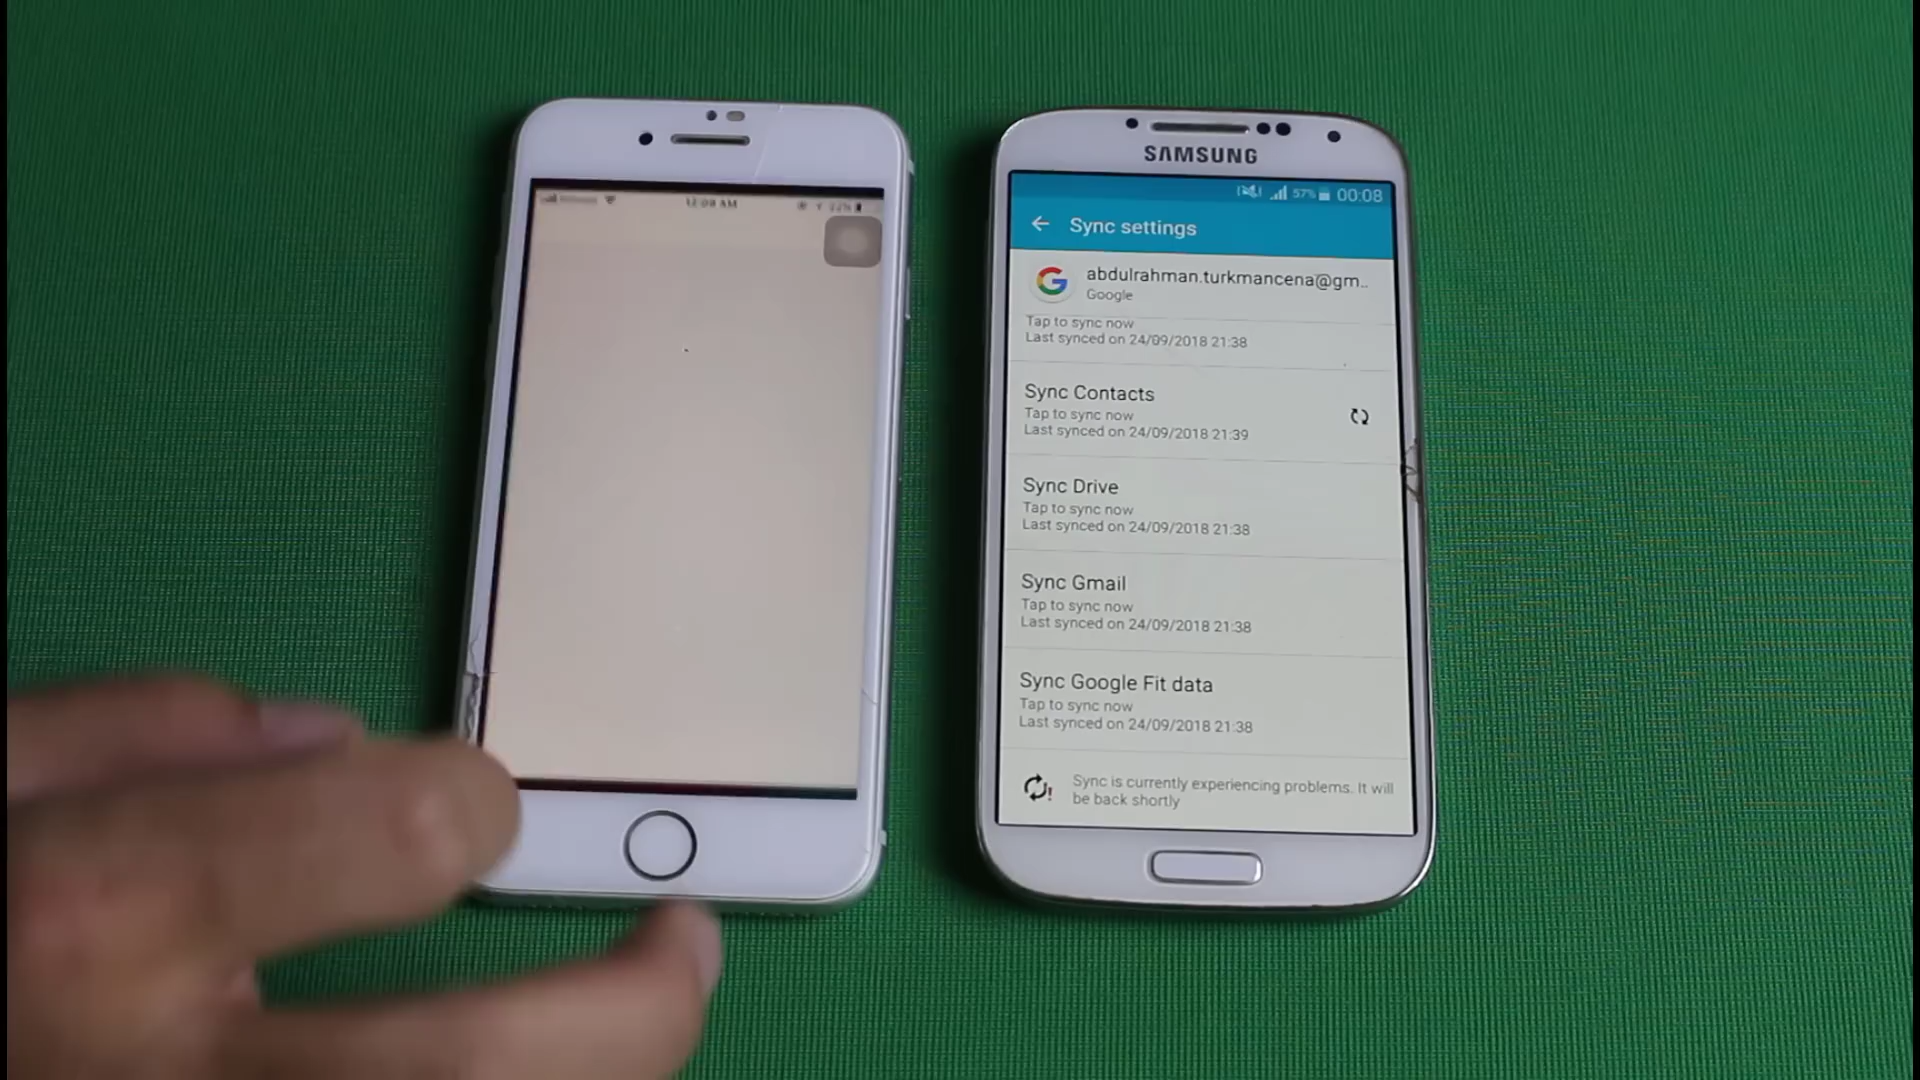 12:08 AM
22%
SAMSUNG
57%
00:08
Sync settings
abdulrahman.turkmancena@gm..
Google
Tap to sync now
Last synced on 24/09/2018 21:38
Sync Contacts
Tap to sync now
Last synced on 24/09/2018 21:39
Sync Drive
Tap to sync now
Last synced on 24/09/2018 21:38
Sync Gmail
Tap to sync now
Last synced on 24/09/2018 21:38
Sync Google Fit data
Tap to sync now
Last synced on 24/09/2018 21:38
Sync is currently experiencing problems. It will
be back shortly